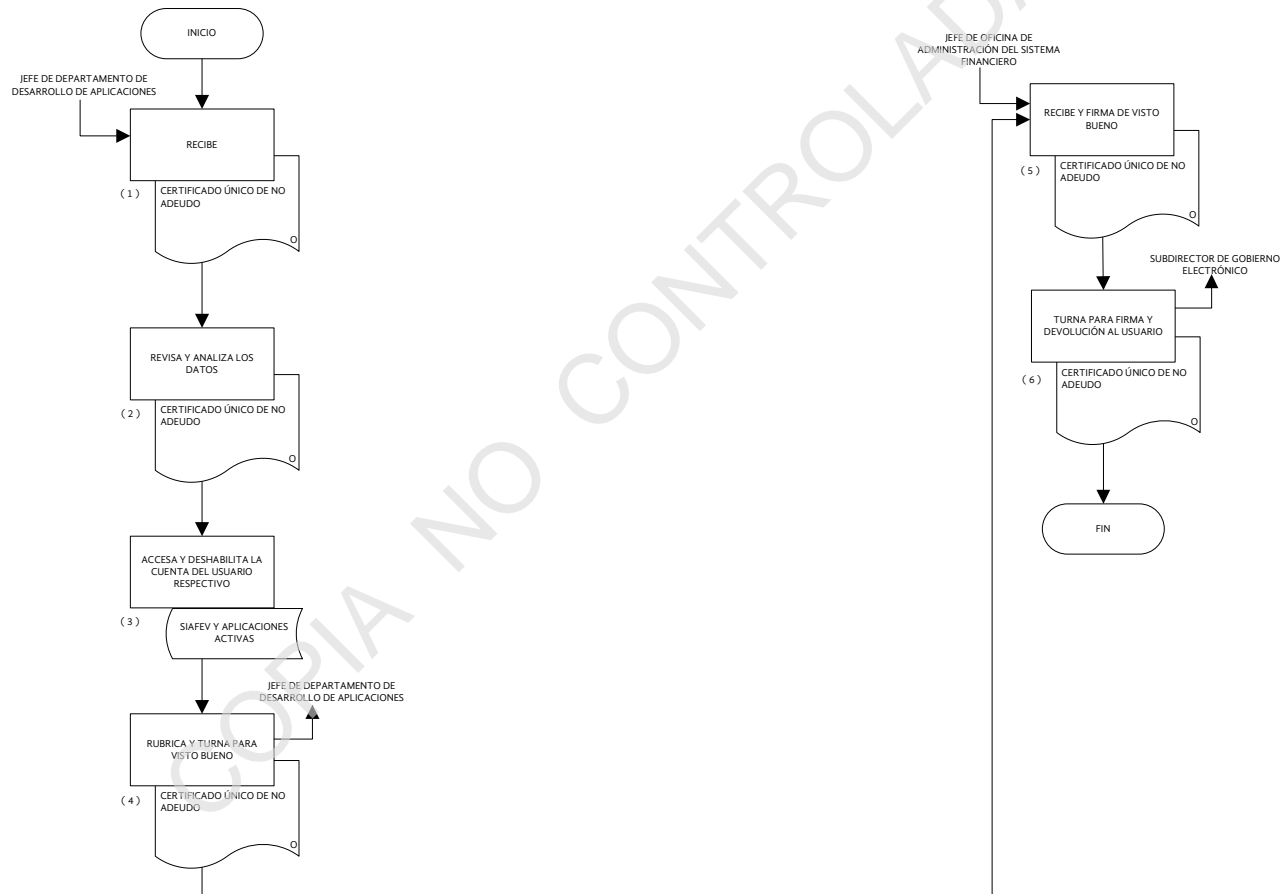 INICIO
JEFE DE DEPARTAMENTO DE
DESARROLLO DE APLICACIONES
RECIBE
( 1 )
CERTIFICADO ÚNICO DE NO
ADEUDO
O
REVISA Y ANALIZA LOS
DATOS
( 2 )
CERTIFICADO ÚNICO DE NO
ADEUDO
O
ACCESA Y DESHABILITA LA
CUENTA DEL USUARIO
RESPECTIVO
( 3 )
SIAFEV Y APLICACIONES
ACTIVAS
JEFE DE DEPARTAMENTO DE
DESARROLLO DE APLICACIONES
RUBRICA Y TURNA PARA
VISTO BUENO
( 4 )
CERTIFICADO ÚNICO DE NO
ADEUDO
O
JEFE DE OFICINA DE
ADMINISTRACIÓN DEL SISTEMA
FINANCIERO
RECIBE Y FIRMA DE VISTO
BUENO
( 5 )
CERTIFICADO ÚNICO DE NO
ADEUDO
O
SUBDIRECTOR DE GOBIERNO
ELECTRÓNICO
TURNA PARA FIRMA Y
DEVOLUCIÓN AL USUARIO
( 6 )
CERTIFICADO ÚNICO DE NO
ADEUDO
O
FIN
COPIA NO CONTROLADA